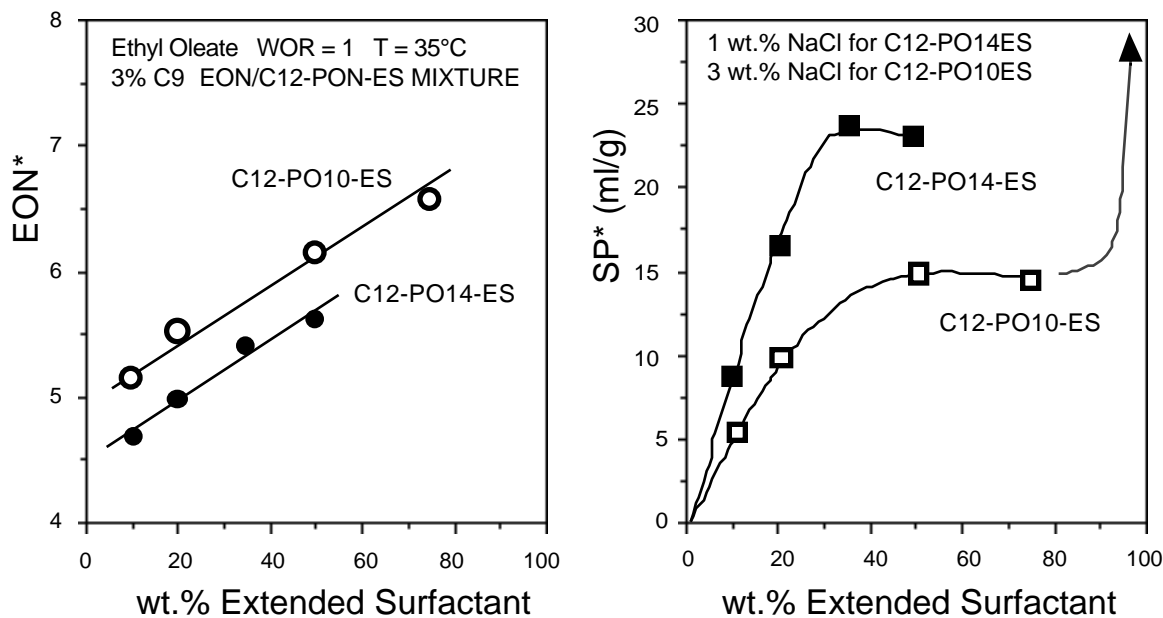 Ethyl Oleate WOR = 1 T = 35°C
3% C9 EON/C12-PON-ES MIXTURE
8
7
6
5
4
EON*
C12-PO10-ES
C12-PO14-ES
0 20 40 60 80 100
wt.% Extended Surfactant
1 wt.% NaCl for C12-PO14ES
3 wt.% NaCl for C12-PO10ES
30
25
20
15
10
5
0
SP* (ml/g)
C12-PO14-ES
C12-PO10-ES
0 20 40 60 80 100
wt.% Extended Surfactant